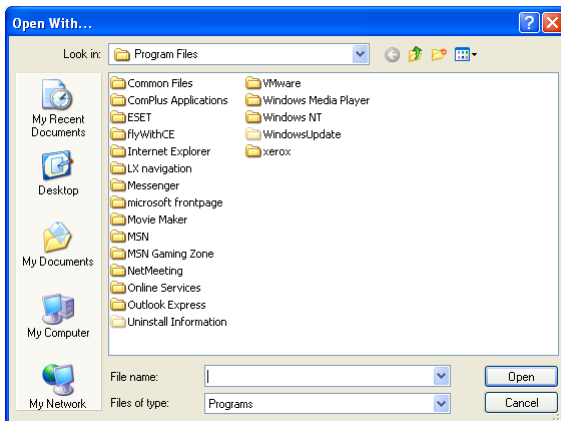 Open With...
Look in:
Program Files
My Recent
Documents
Desktop
My Documents
My Computer
My Network
Common Files
ComPlus Applications
ESET
flyWithCE
Internet Explorer
LX navigation
Messenger
microsoft frontpage
Movie Maker
MSN
MSN Gaming Zone
NetMeeting
Online Services
Outlook Express
Uninstall Information
VMware
Windows Media Player
Windows NT
WindowsUpdate
xerox
File name:
Open
Files of type:
Programs
Cancel